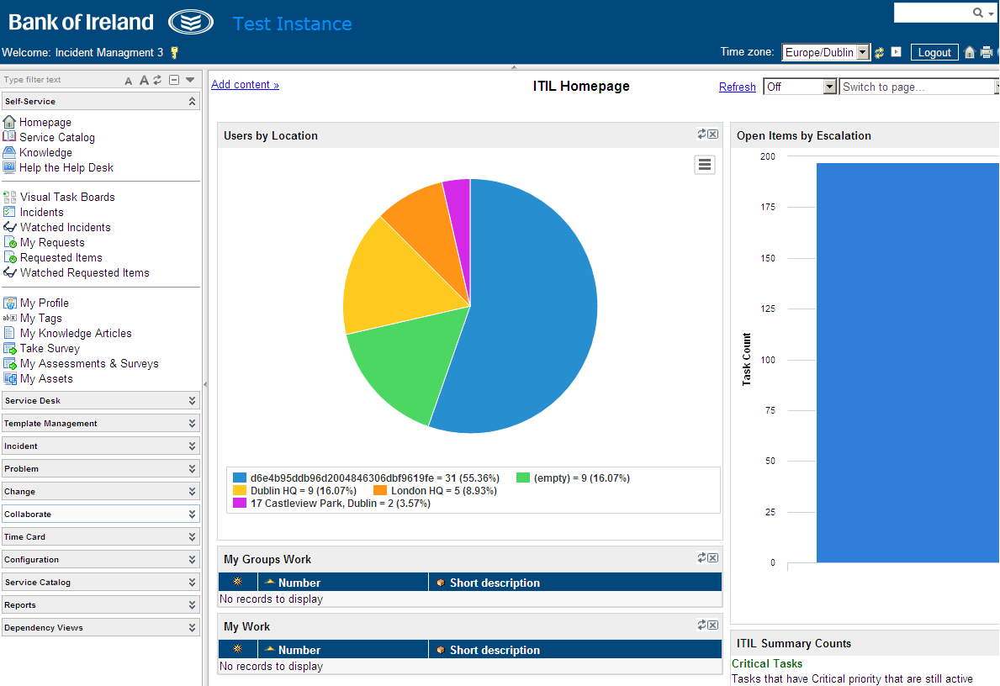 Bank of Ireland
Test Instance
Welcome: Incident Managment 3
Time zone:
Europe/Dublin
Logout
Type filter text
A A
Self-Service
Homepage
Service Catalog
Knowledge
Help the Help Desk
Visual Task Boards
Incidents
Watched Incidents
My Requests
Requested Items
Watched Requested Items
My Profile
My Tags
My Knowledge Articles
Take Survey
My Assessments & Surveys
My Assets
Service Desk
Template Management
Incident
Problem
Change
Collaborate
Time Card
Configuration
Service Catalog
Reports
Dependency Views
Add content »
ITIL Homepage
Refresh
Off
Switch to page...
Users by Location
d6e4b95ddb96d2004846306dbf9619fe = 31 (55.36%)
(empty) = 9 (16.07%)
Dublin HQ = 9 (16.07%)
London HQ = 5 (8.93%)
17 Castleview Park, Dublin = 2 (3.57%)
My Groups Work
Number
Short description
No records to display
My Work
Number
Short description
No records to display
Open Items by Escalation
200
175
150
125
100
75
50
25
0
Task Count
ITIL Summary Counts
Critical Tasks
Tasks that have Critical priority that are still active